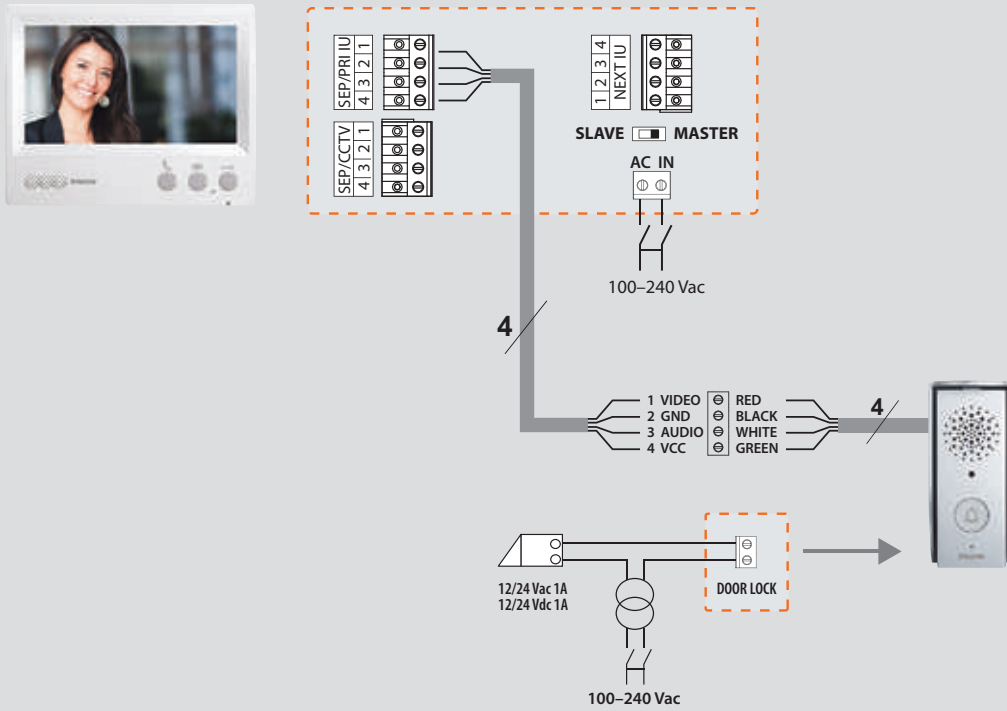 SEP/PRI IU
4 3 2 1
1 2 3 4
NEXT IU
SLAVE MASTER
SEP/CCTV
4 3 2 1
AC IN
100–240 Vac
4
1 VIDEO RED
2 GND BLACK
3 AUDIO WHITE
4 VCC GREEN
4
12/24 Vac 1A
12/24 Vdc 1A
DOOR LOCK
100–240 Vac